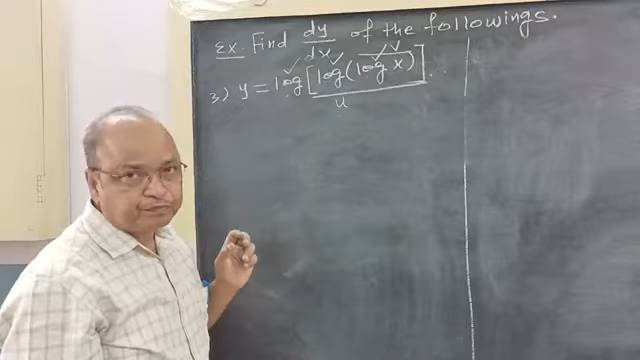 Ex. Find dy/dx of the followings.
3) y = log [log (log x)]
u